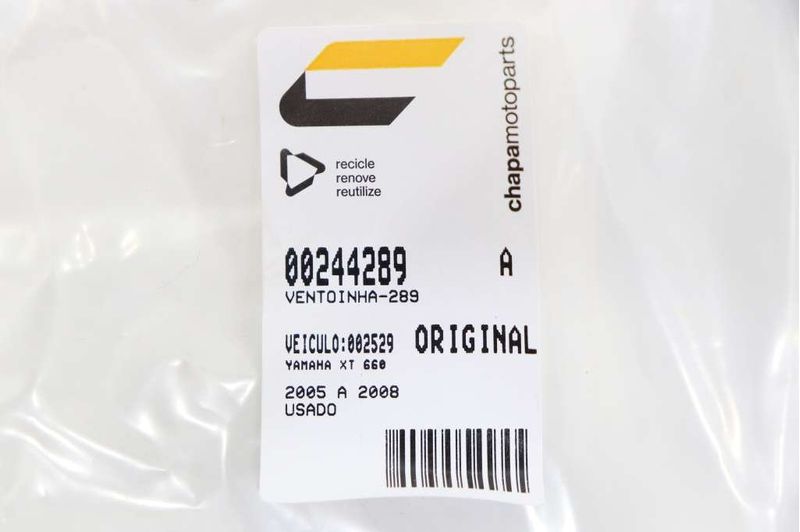 chapamotoparts
recicle
renove
reutilize
00244289 A
VENTOINHA-289
VEICULO:002529 ORIGINAL
YAMAHA XT 660
2005 A 2008
USADO